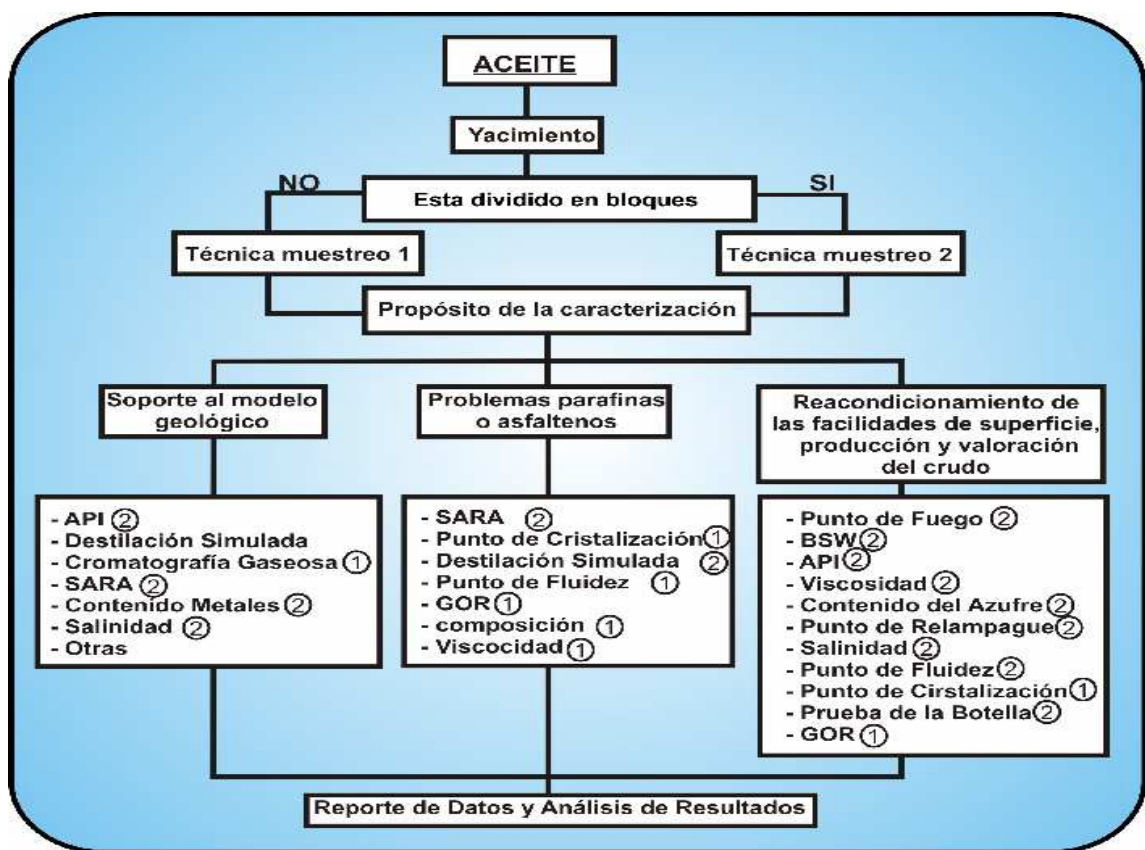 ACEITE
Yacimiento
NO
SI
Esta dividido en bloques
Técnica muestreo 1
Técnica muestreo 2
Propósito de la caracterización
Soporte al modelo
geológico
Problemas parafinas
o asfaltenos
Reacondicionamiento de
las facilidades de superficie,
producción y valoración
del crudo
- API ②
- Destilación Simulada
- Cromatografía Gaseosa ①
- SARA ②
- Contenido Metales ②
- Salinidad ②
- Otras
- SARA ②
- Punto de Cristalización ①
- Destilación Simulada ②
- Punto de Fluidez ①
- GOR ①
- composición ①
- Viscocidad ①
- Punto de Fuego ②
- BSW ②
- API ②
- Viscosidad ②
- Contenido del Azufre ②
- Punto de Relampague ②
- Salinidad ②
- Punto de Fluidez ②
- Punto de Cirstalización ①
- Prueba de la Botella ②
- GOR ①
Reporte de Datos y Análisis de Resultados